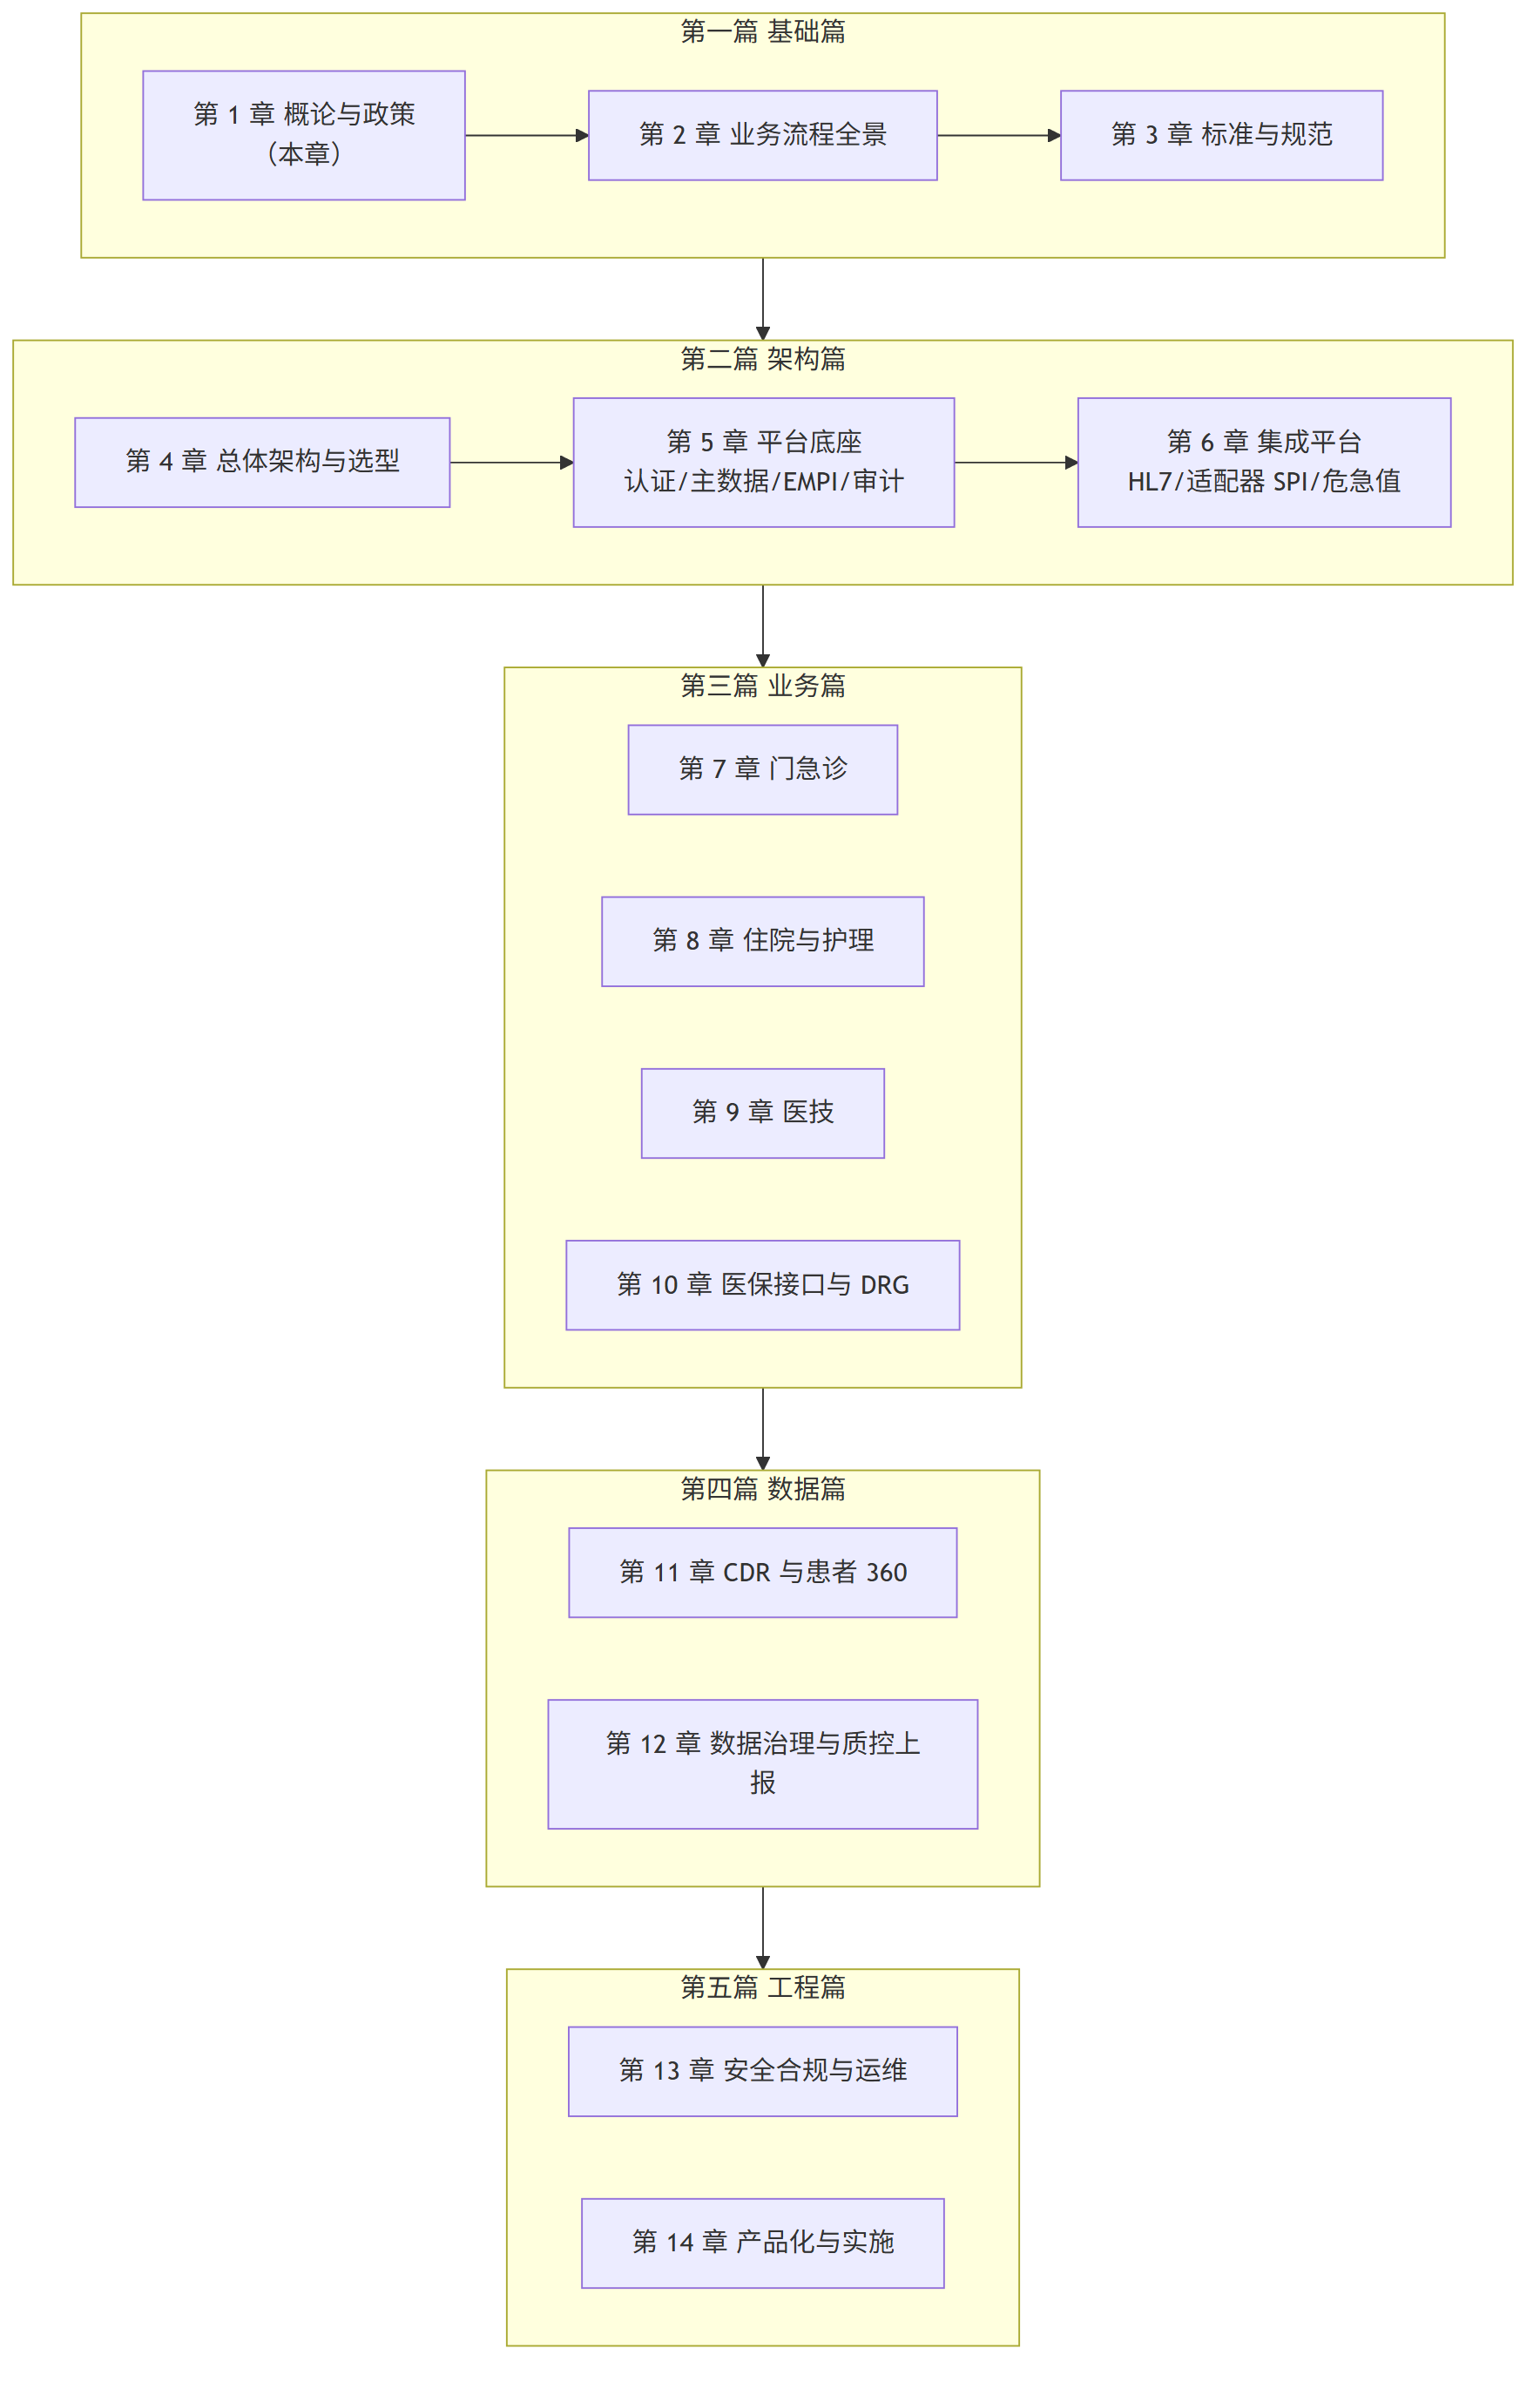 第一篇 基础篇
第 1 章 概论与政策
（本章）
第 2 章 业务流程全景
第 3 章 标准与规范
第二篇 架构篇
第 4 章 总体架构与选型
第 5 章 平台底座
认证/主数据/EMPI/审计
第 6 章 集成平台
HL7/适配器 SPI/危急值
第三篇 业务篇
第 7 章 门急诊
第 8 章 住院与护理
第 9 章 医技
第 10 章 医保接口与 DRG
第四篇 数据篇
第 11 章 CDR 与患者 360
第 12 章 数据治理与质控上
报
第五篇 工程篇
第 13 章 安全合规与运维
第 14 章 产品化与实施